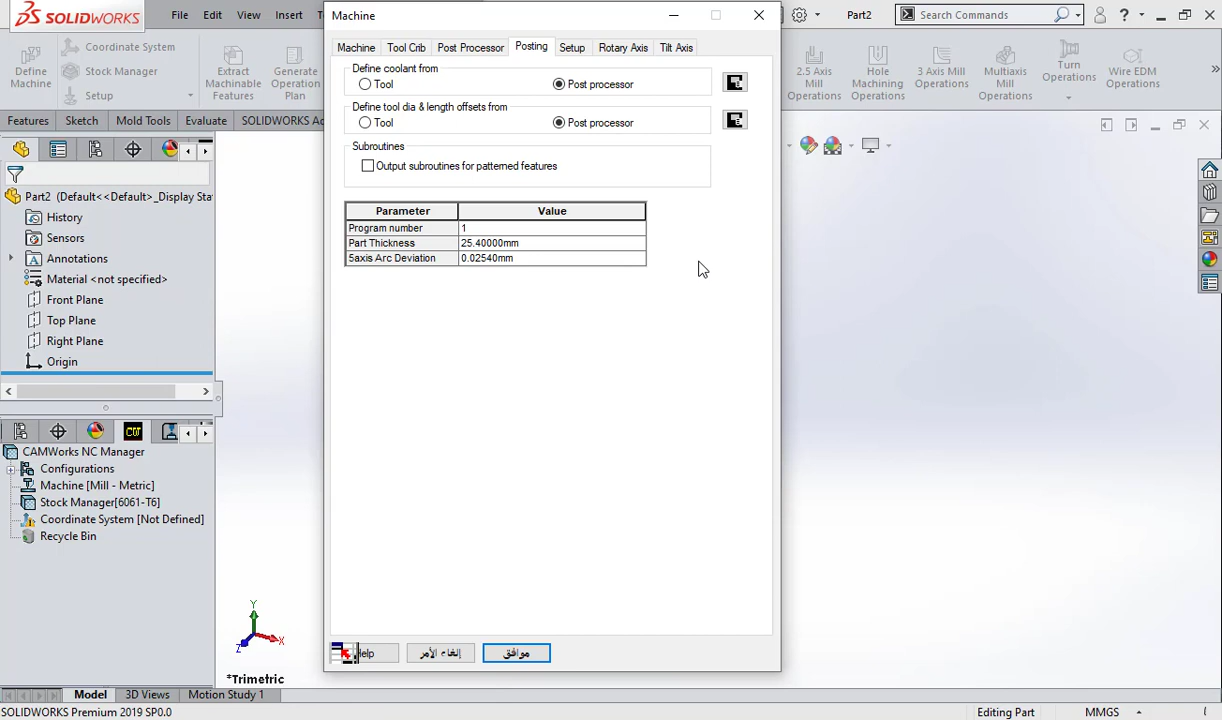 SOLIDWORKS
File Edit View Insert
Machine
Part2
Search Commands
?
Define Machine
Coordinate System
Stock Manager
Setup
Extract Machinable Features
Generate Operation Plan
2.5 Axis Mill Operations
Hole Machining Operations
3 Axis Mill Operations
Multiaxis Mill Operations
Turn Operations
Wire EDM Operations
Features Sketch Mold Tools Evaluate SOLIDWORKS Ad
Machine Tool Crib Post Processor Posting Setup Rotary Axis Tilt Axis
Define coolant from
Tool Post processor
Define tool dia & length offsets from
Tool Post processor
Subroutines
Output subroutines for patterned features
Parameter Value
Program number 1
Part Thickness 25.40000mm
5axis Arc Deviation 0.02540mm
Part2 (Default<<Default>_Display Sta
History
Sensors
Annotations
Material <not specified>
Front Plane
Top Plane
Right Plane
Origin
CAMWorks NC Manager
Configurations
Machine [Mill - Metric]
Stock Manager[6061-T6]
Coordinate System [Not Defined]
Recycle Bin
Y
X
Z
*Trimetric
elp إلغاء الأمر موافق
Model 3D Views Motion Study 1
SOLIDWORKS Premium 2019 SP0.0
Editing Part MMGS